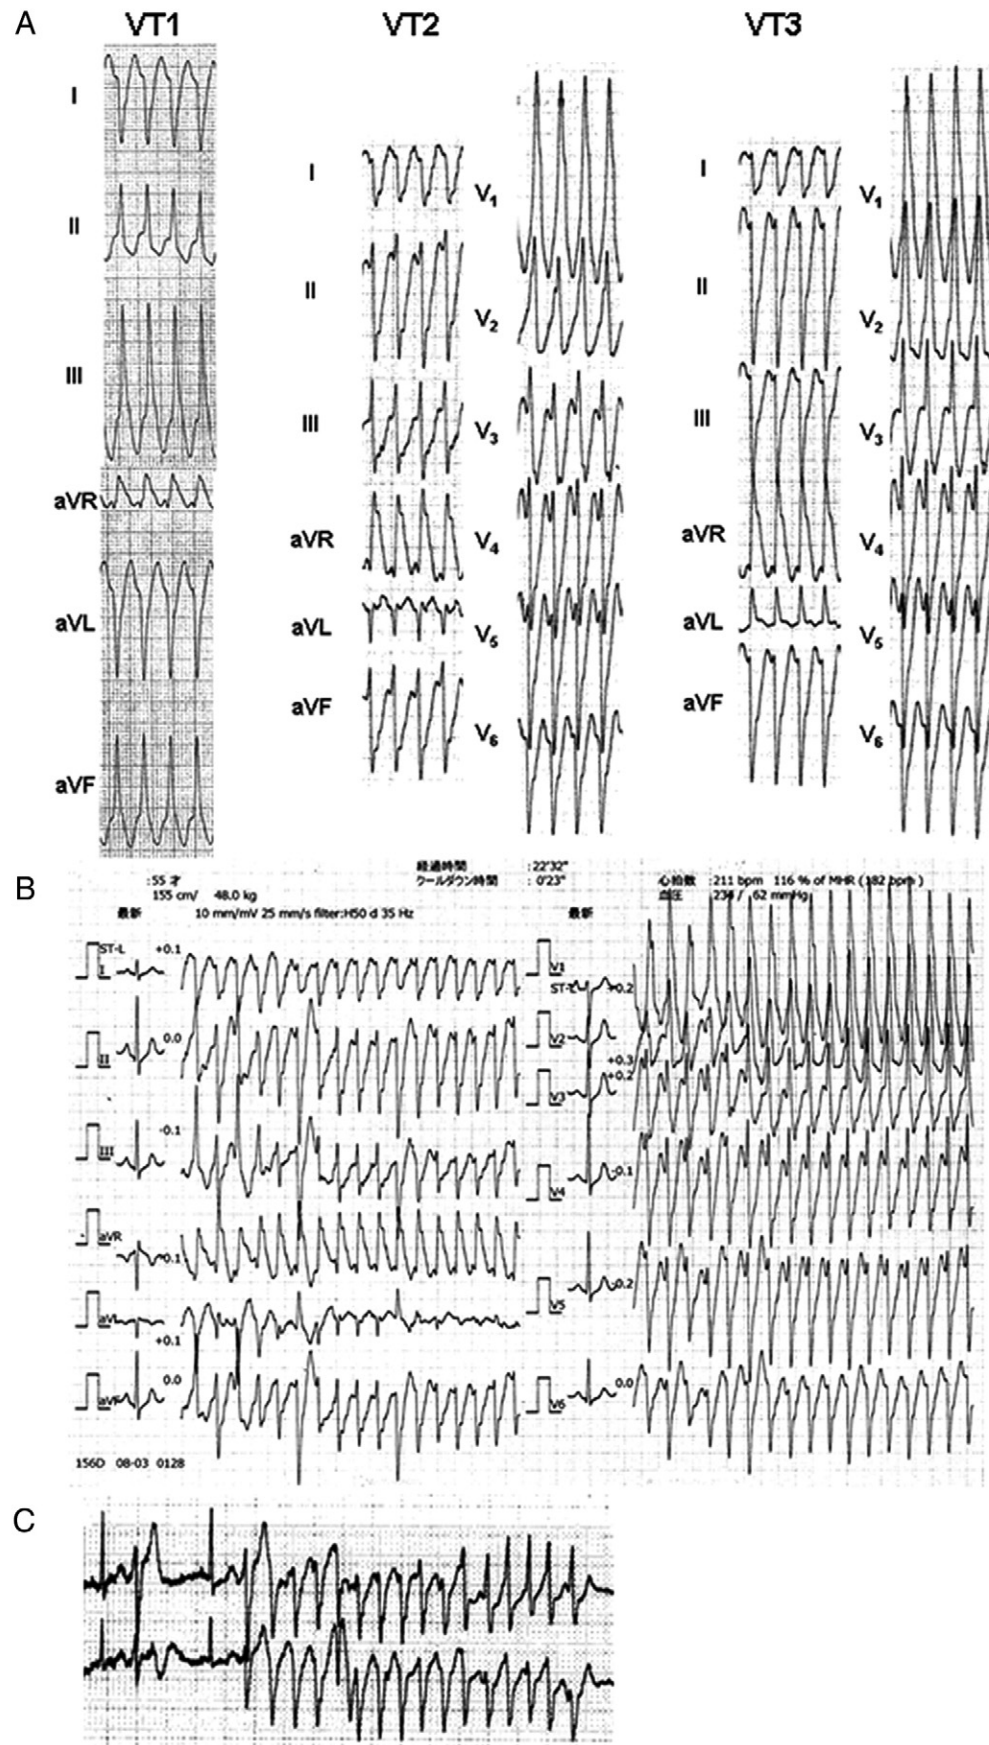 A
VT1
VT2
VT3
I
II
III
aVR
aVL
aVF
I
II
III
aVR
aVL
aVF
V1
V2
V3
V4
V5
V6
I
II
III
aVR
aVL
aVF
V1
V2
V3
V4
V5
V6
B
:55 才
155 cm/ 48.0 kg
経過時間 :22'32"
クールダウン時間 : 0'23"
心拍数 :211 bpm 116 % of MHR (182 bpm)
血圧 234 / 62 mmHg
最新 10 mm/mV 25 mm/s filter:H50 d 35 Hz
最新
ST-L +0.1
I
II 0.0
III -0.1
aVR -0.1
aVL +0.1
aVF 0.0
V1
ST-L +0.2
V2 +0.3
V3 +0.2
V4 0.1
V5 0.2
V6 0.0
156D 08-03 0128
C